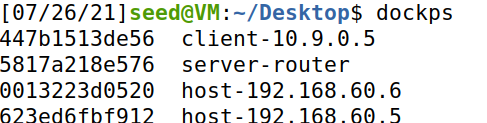 [07/26/21]seed@VM:~/Desktop$ dockps
447b1513de56  client-10.9.0.5
5817a218e576  server-router
0013223d0520  host-192.168.60.6
623ed6fbf912  host-192.168.60.5